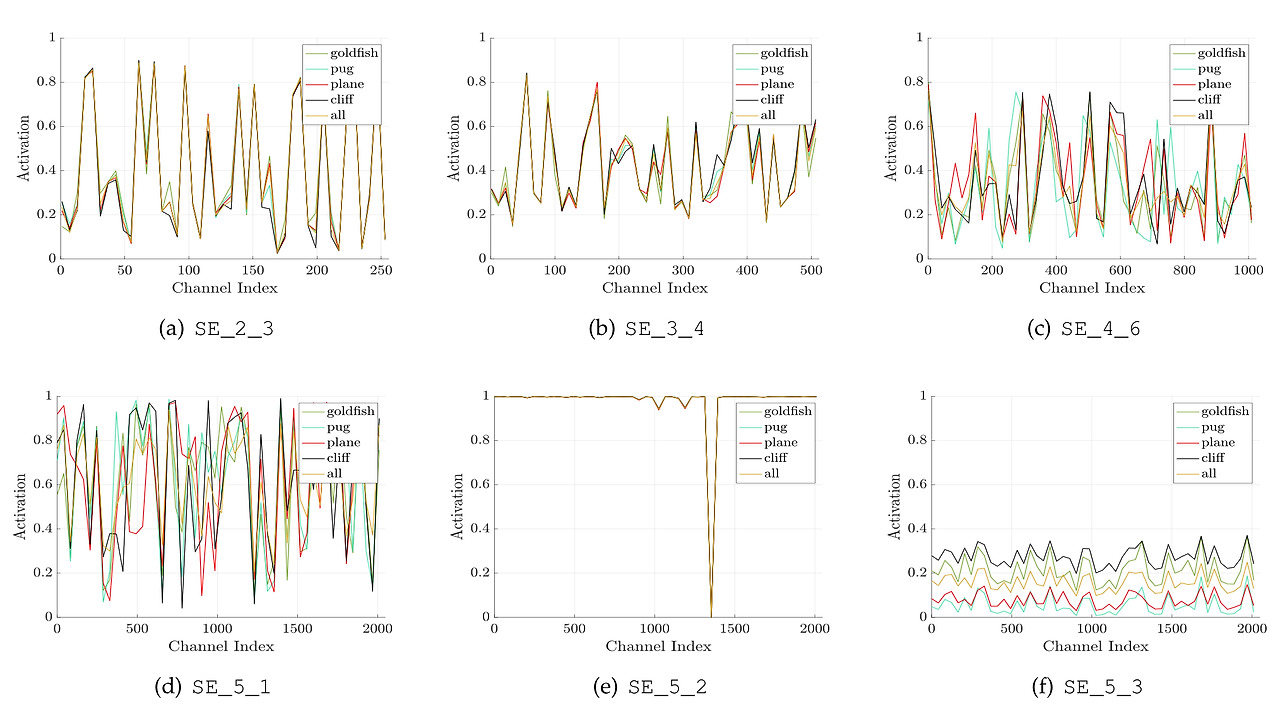 1
0.8
0.6
0.4
0.2
0
Activation
0 50 100 150 200 250
Channel Index
goldfish
pug
plane
cliff
all
(a) SE_2_3
1
0.8
0.6
0.4
0.2
0
Activation
0 100 200 300 400 500
Channel Index
goldfish
pug
plane
cliff
all
(b) SE_3_4
1
0.8
0.6
0.4
0.2
0
Activation
0 200 400 600 800 1000
Channel Index
goldfish
pug
plane
cliff
all
(c) SE_4_6
1
0.8
0.6
0.4
0.2
0
Activation
0 500 1000 1500 2000
Channel Index
goldfish
pug
plane
cliff
all
(d) SE_5_1
1
0.8
0.6
0.4
0.2
0
Activation
0 500 1000 1500 2000
Channel Index
goldfish
pug
plane
cliff
all
(e) SE_5_2
1
0.8
0.6
0.4
0.2
0
Activation
0 500 1000 1500 2000
Channel Index
goldfish
pug
plane
cliff
all
(f) SE_5_3